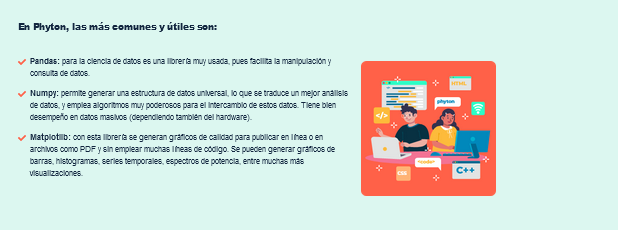 En Phyton, las más comunes y útiles son:
Pandas: para la ciencia de datos es una librería muy usada, pues facilita la manipulación y
consulta de datos.
Numpy: permite generar una estructura de datos universal, lo que se traduce un mejor análisis
de datos, y emplea algoritmos muy poderosos para el intercambio de estos datos. Tiene bien
desempeño en datos masivos (dependiendo también del hardware).
Matplotlib: con esta librería se generan gráficos de calidad para publicar en línea o en
archivos como PDF y sin emplear muchas líneas de código. Se pueden generar gráficos de
barras, histogramas, series temporales, espectros de potencia, entre muchas más
visualizaciones.
HTML
phyton
</>
CSS
C++